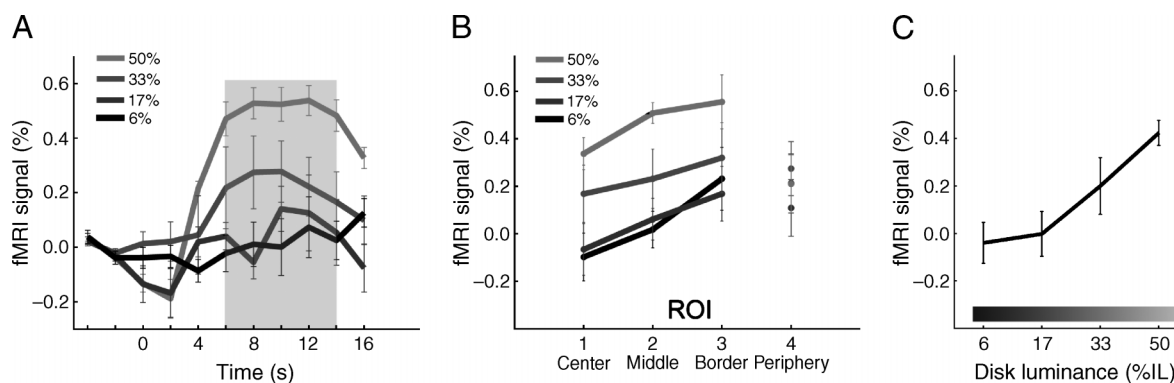 A
B
C
50%
33%
17%
6%
fMRI signal (%)
0.6
0.4
0.2
0.0
−0.2
0
4
8
12
16
Time (s)
50%
33%
17%
6%
fMRI signal (%)
0.6
0.4
0.2
0.0
−0.2
ROI
1 2 3 4
Center Middle Border Periphery
fMRI signal (%)
0.6
0.4
0.2
0.0
−0.2
6 17 33 50
Disk luminance (%IL)